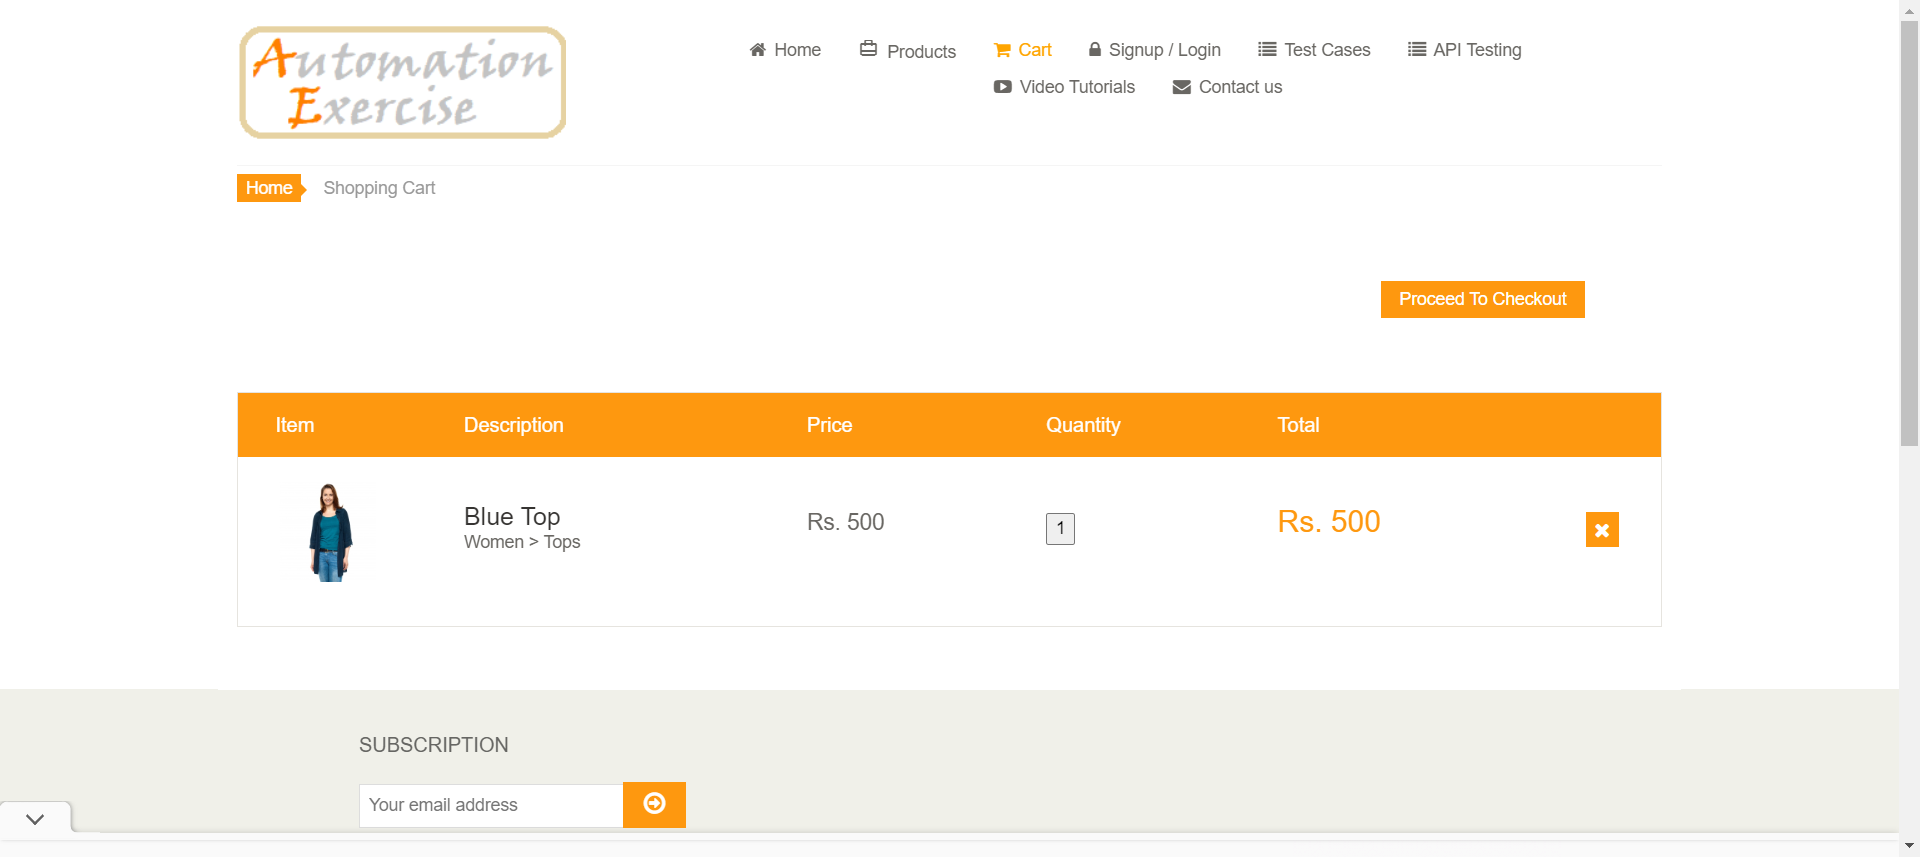 Automation
Exercise
Home
Products
Cart
Signup / Login
Test Cases
API Testing
Video Tutorials
Contact us
Home
Shopping Cart
Proceed To Checkout
Item
Description
Price
Quantity
Total
Blue Top
Women > Tops
Rs. 500
1
Rs. 500
SUBSCRIPTION
Your email address